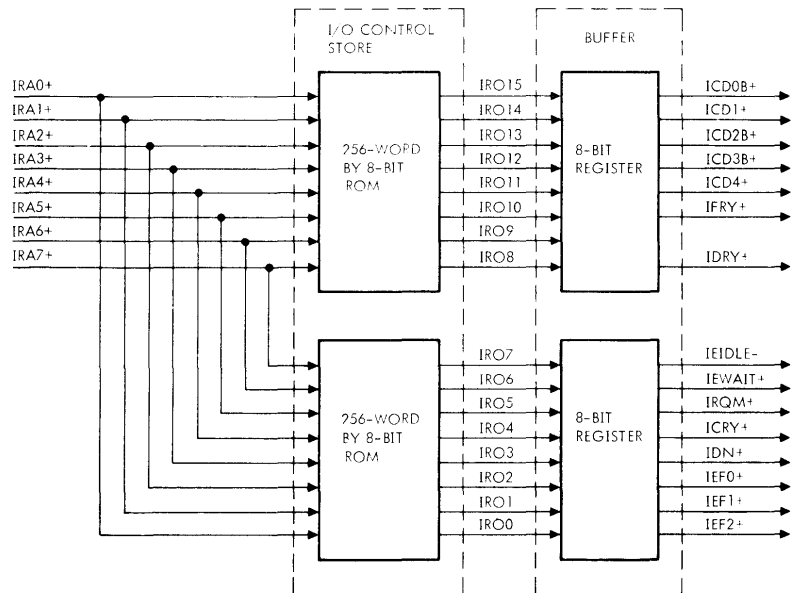 I/O CONTROL
STORE
BUFFER
IRA0+
IRA1+
IRA2+
IRA3+
IRA4+
IRA5+
IRA6+
IRA7+
256-WORD
BY 8-BIT
ROM
IRO15
IRO14
IRO13
IRO12
IRO11
IRO10
IRO9
IRO8
8-BIT
REGISTER
ICD0B+
ICD1+
ICD2B+
ICD3B+
ICD4+
IFRY+
IDRY+
256-WORD
BY 8-BIT
ROM
IRO7
IRO6
IRO5
IRO4
IRO3
IRO2
IRO1
IRO0
8-BIT
REGISTER
IEIDLE-
IEWAIT+
IRQM+
ICRY+
IDN+
IEF0+
IEF1+
IEF2+